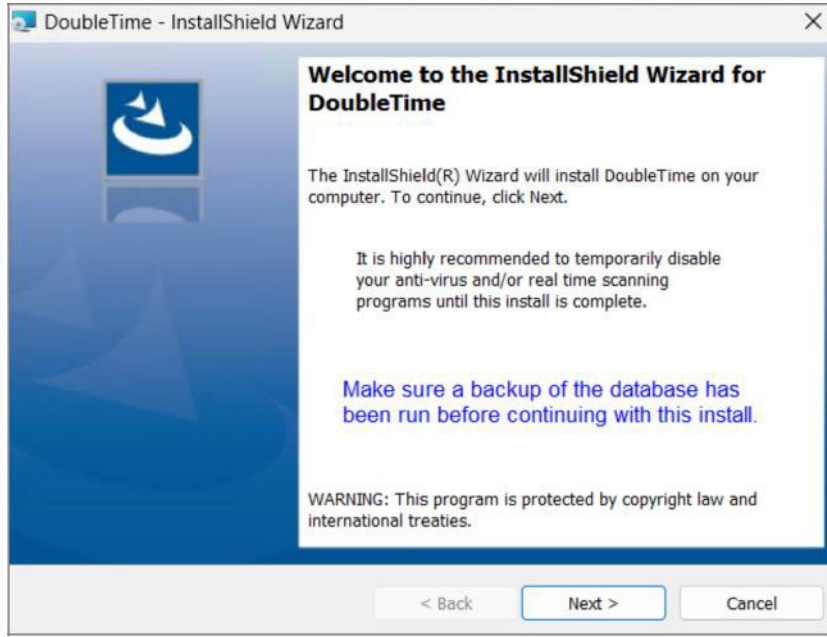 DoubleTime - InstallShield Wizard
Welcome to the InstallShield Wizard for
DoubleTime
The InstallShield(R) Wizard will install DoubleTime on your
computer. To continue, click Next.
It is highly recommended to temporarily disable
your anti-virus and/or real time scanning
programs until this install is complete.
Make sure a backup of the database has
been run before continuing with this install.
WARNING: This program is protected by copyright law and
international treaties.
< Back
Next >
Cancel